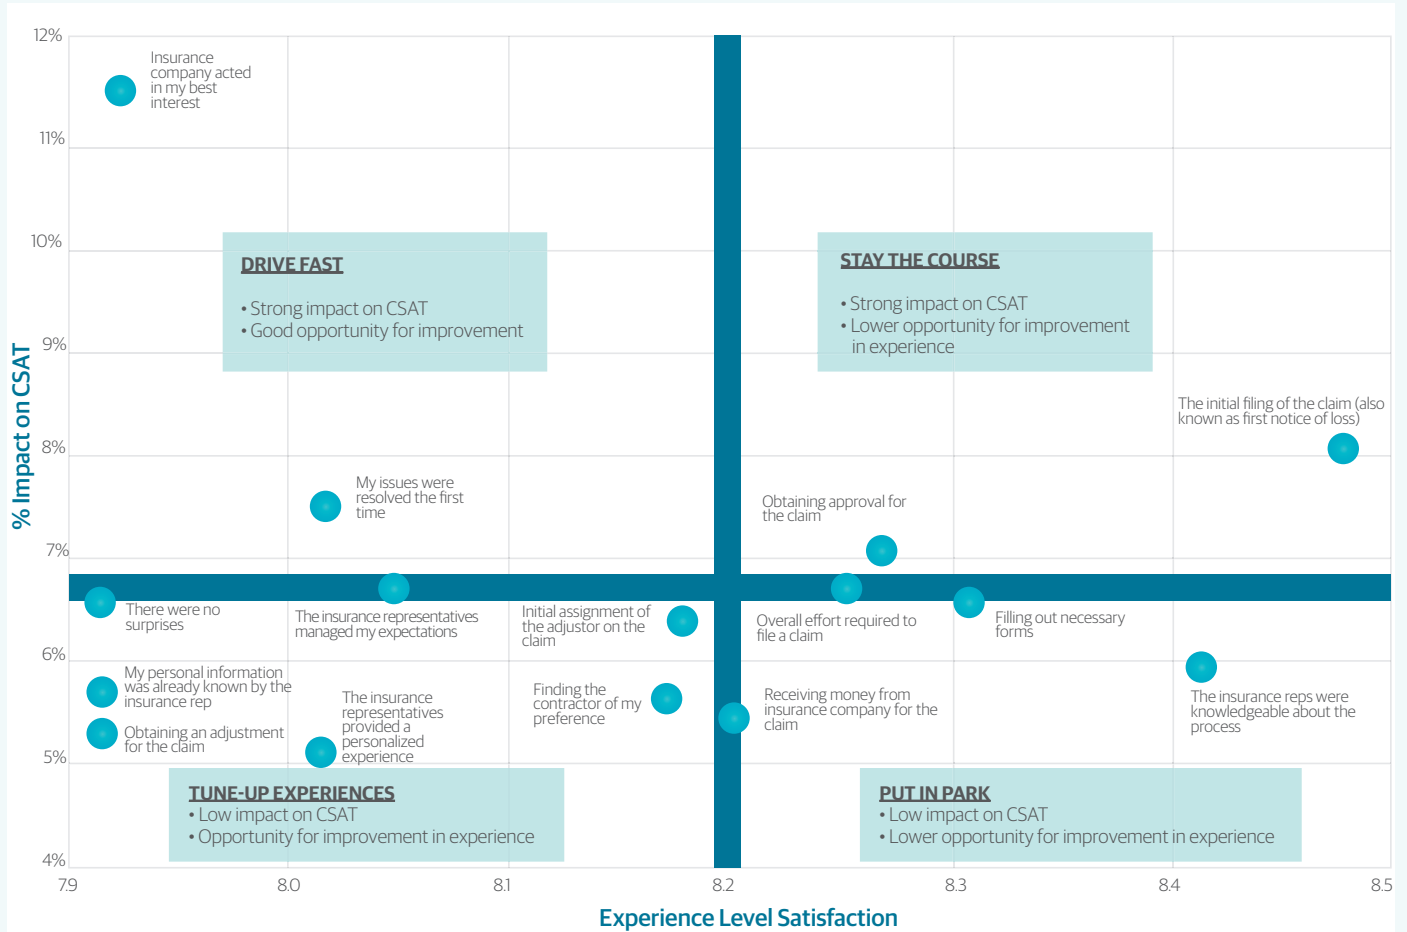 12%
11%
10%
9%
8%
7%
6%
5%
4%
% Impact on CSAT
Insurance
company acted
in my best
interest
DRIVE FAST
• Strong impact on CSAT
• Good opportunity for improvement
STAY THE COURSE
• Strong impact on CSAT
• Lower opportunity for improvement
in experience
The initial filing of the claim (also
known as first notice of loss)
My issues were
resolved the first
time
Obtaining approval for
the claim
There were no
surprises
The insurance representatives
managed my expectations
Initial assignment of
the adjustor on the
claim
Overall effort required to
file a claim
Filling out necessary
forms
My personal information
was already known by the
insurance rep
Obtaining an adjustment
for the claim
The insurance
representatives
provided a
personalized
experience
Finding the
contractor of my
preference
Receiving money from
insurance company for the
claim
The insurance reps were
knowledgeable about the
process
TUNE-UP EXPERIENCES
• Low impact on CSAT
• Opportunity for improvement in experience
PUT IN PARK
• Low impact on CSAT
• Lower opportunity for improvement in experience
7.9
8.0
8.1
8.2
8.3
8.4
8.5
Experience Level Satisfaction